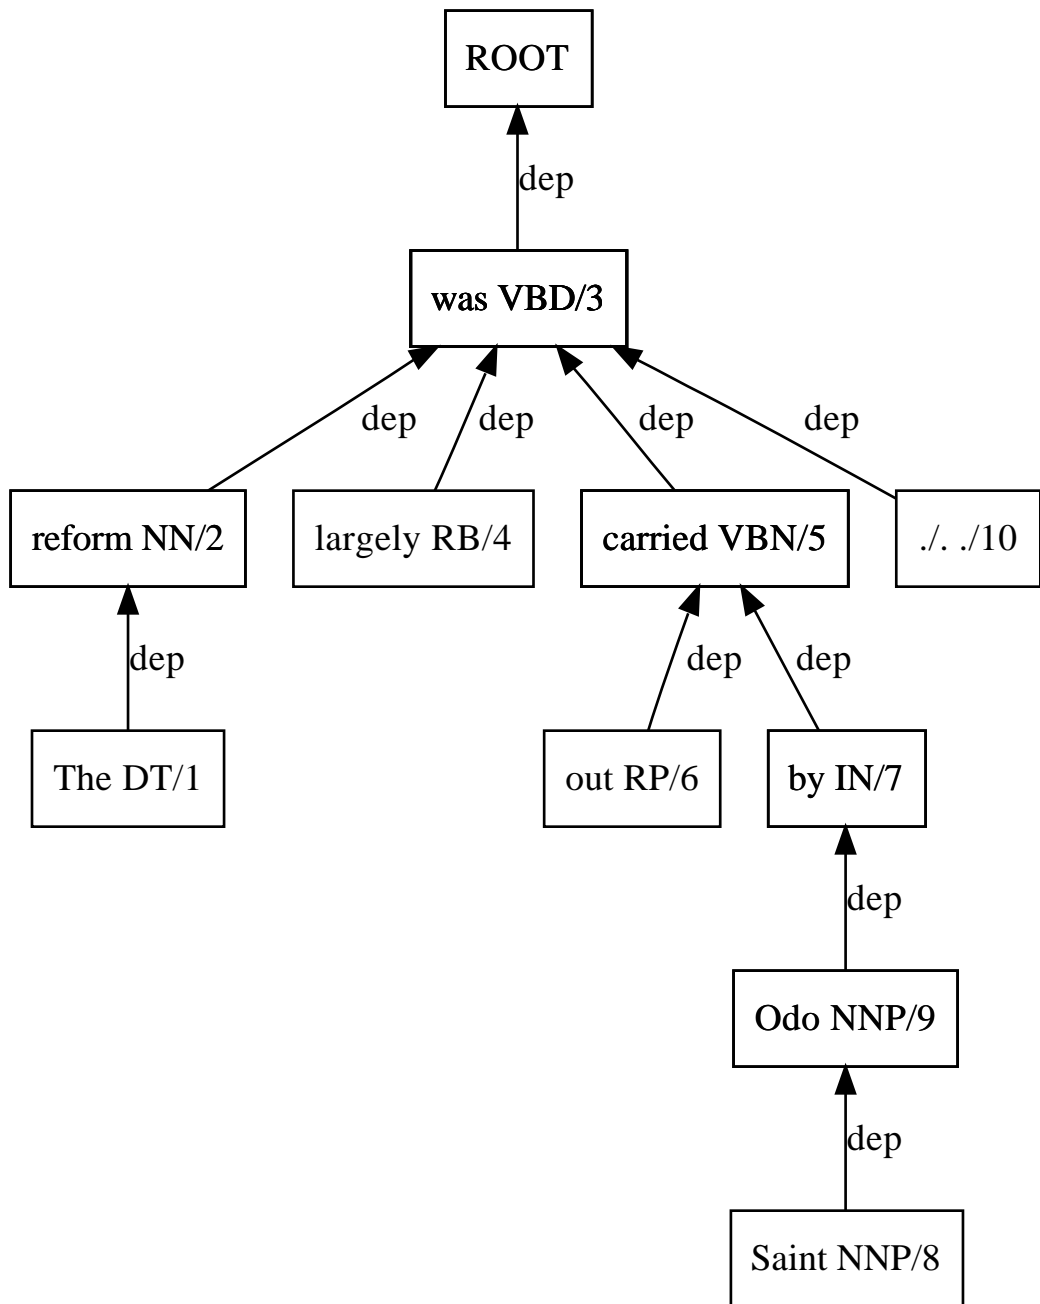 ROOT
dep
was VBD/3
dep dep dep dep
reform NN/2 largely RB/4 carried VBN/5 ./. ./10
dep dep dep
The DT/1 out RP/6 by IN/7
dep
Odo NNP/9
dep
Saint NNP/8